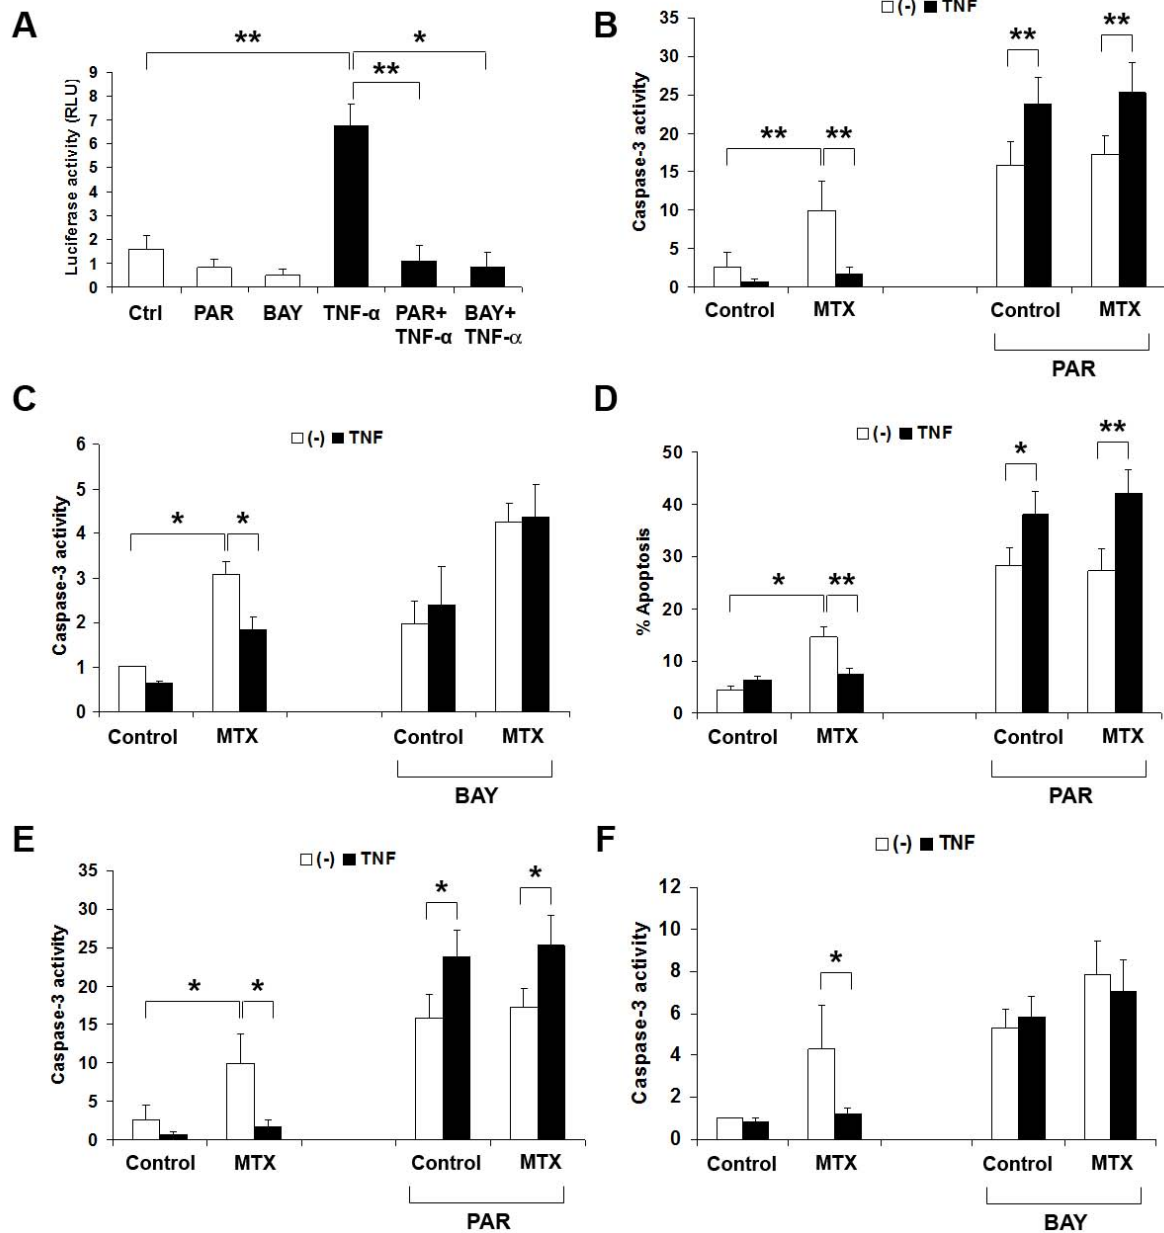 A
**
*
**
Luciferase activity (RLU)
9
8
7
6
5
4
3
2
1
0
Ctrl PAR BAY TNF-α PAR+ BAY+
TNF-α TNF-α
B
(-) TNF
Caspase-3 activity
35
30
25
20
15
10
5
0
** ** ** **
Control MTX Control MTX
PAR
C
(-) TNF
Caspase-3 activity
6
5
4
3
2
1
0
* *
Control MTX Control MTX
BAY
D
(-) TNF
% Apoptosis
50
40
30
20
10
0
* ** * **
Control MTX Control MTX
PAR
E
(-) TNF
Caspase-3 activity
35
30
25
20
15
10
5
0
* * * *
Control MTX Control MTX
PAR
F
(-) TNF
Caspase-3 activity
12
10
8
6
4
2
0
*
Control MTX Control MTX
BAY